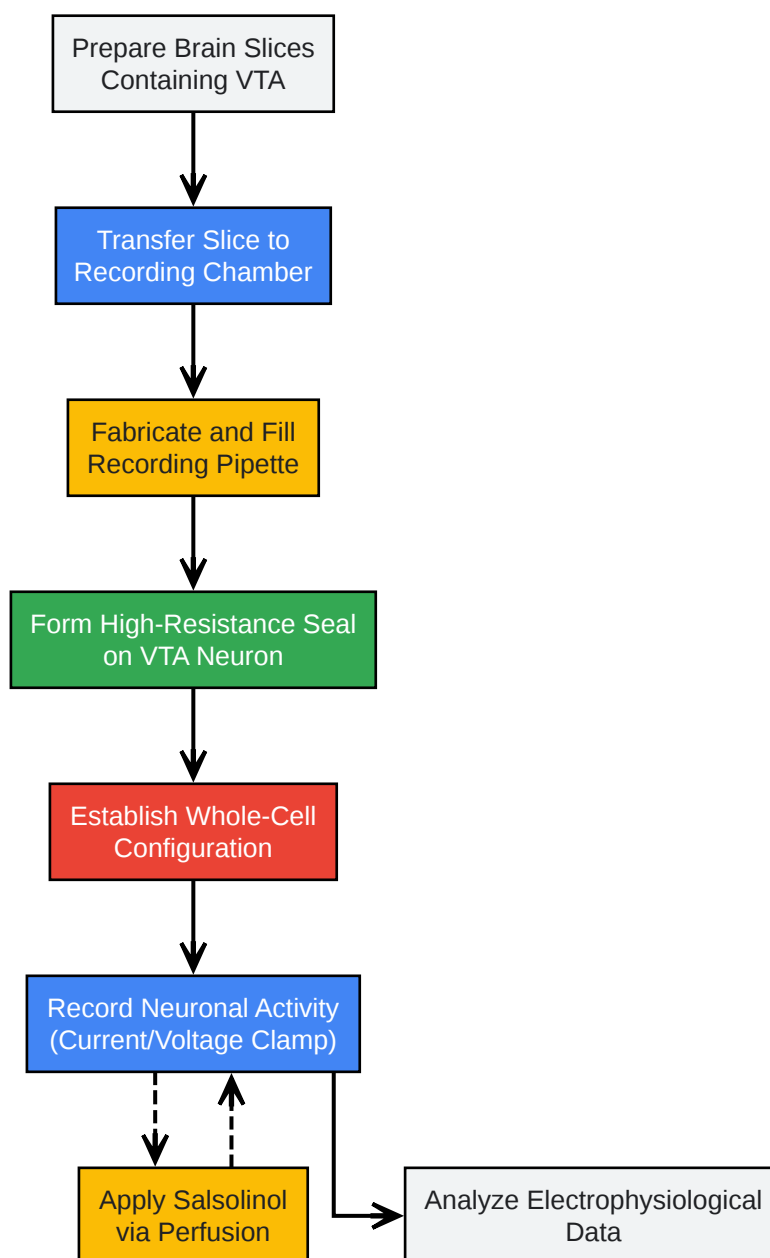 Prepare Brain Slices
Containing VTA
Transfer Slice to
Recording Chamber
Fabricate and Fill
Recording Pipette
Form High-Resistance Seal
on VTA Neuron
Establish Whole-Cell
Configuration
Record Neuronal Activity
(Current/Voltage Clamp)
Apply Salsolinol
via Perfusion
Analyze Electrophysiological
Data